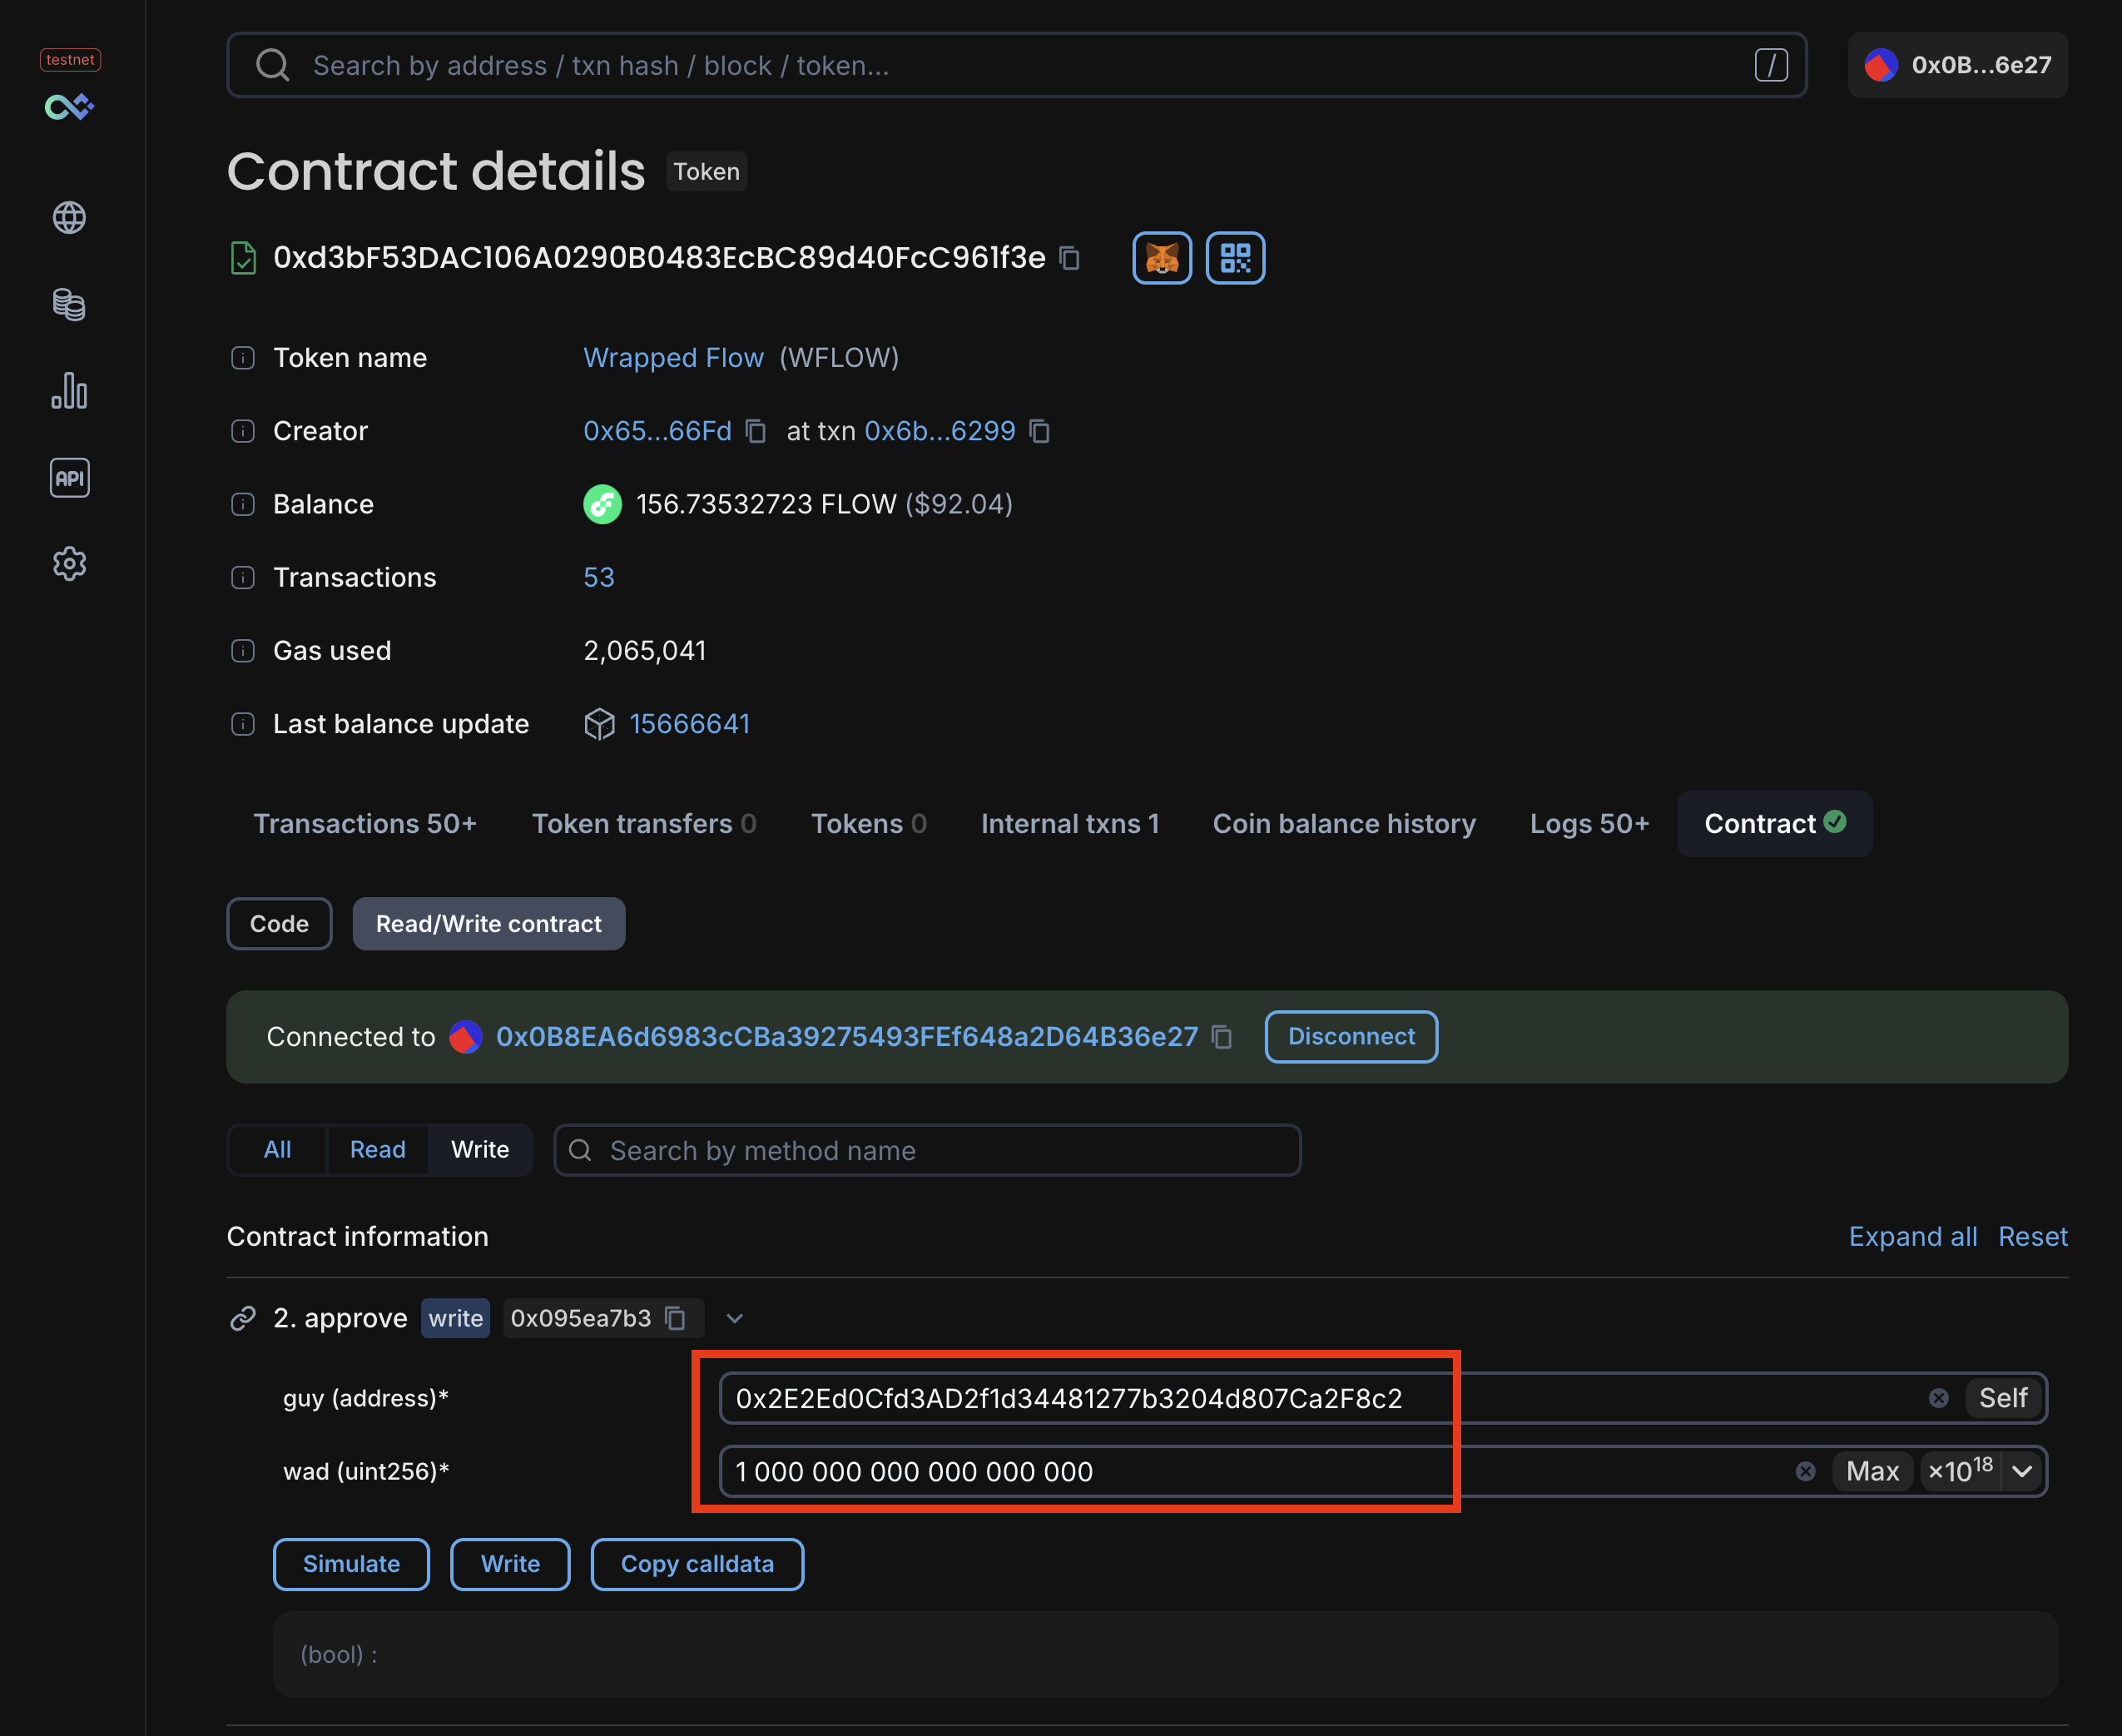 testnet
Search by address / txn hash / block / token... /
0x0B...6e27
Contract details Token
0xd3bF53DAC106A0290B0483EcBC89d40FcC961f3e
Token name Wrapped Flow (WFLOW)
Creator 0x65...66Fd at txn 0x6b...6299
Balance 156.73532723 FLOW ($92.04)
API
Transactions 53
Gas used 2,065,041
Last balance update 15666641
Transactions 50+ Token transfers 0 Tokens 0 Internal txns 1 Coin balance history Logs 50+ Contract
Code Read/Write contract
Connected to 0x0B8EA6d6983cCBa39275493FEf648a2D64B36e27 Disconnect
All Read Write Search by method name
Contract information Expand all Reset
2. approve write 0x095ea7b3
guy (address)* 0x2E2Ed0Cfd3AD2f1d34481277b3204d807Ca2F8c2 Self
wad (uint256)* 1 000 000 000 000 000 000 Max ×10¹⁸
Simulate Write Copy calldata
(bool) :